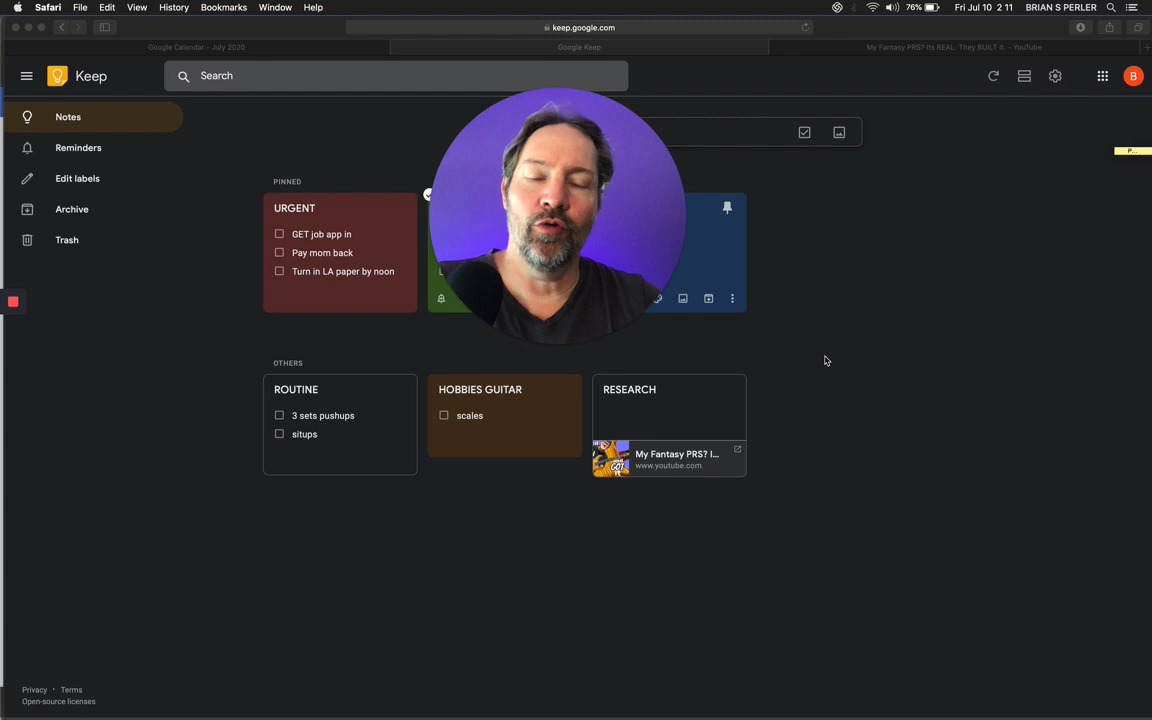 Safari File Edit View History Bookmarks Window Help 76% Fri Jul 10 2 11 BRIAN S PERLER
keep.google.com
Google Calendar - July 2020 Google Keep My Fantasy PRS? Its REAL. They BUILT It. - YouTube
Keep Search B
Notes
Reminders
Edit labels
Archive
Trash
P...
PINNED
URGENT
GET job app in
Pay mom back
Turn in LA paper by noon
OTHERS
ROUTINE
3 sets pushups
situps
HOBBIES GUITAR
scales
RESEARCH
GOT
My Fantasy PRS? I...
www.youtube.com
Privacy • Terms
Open-source licenses